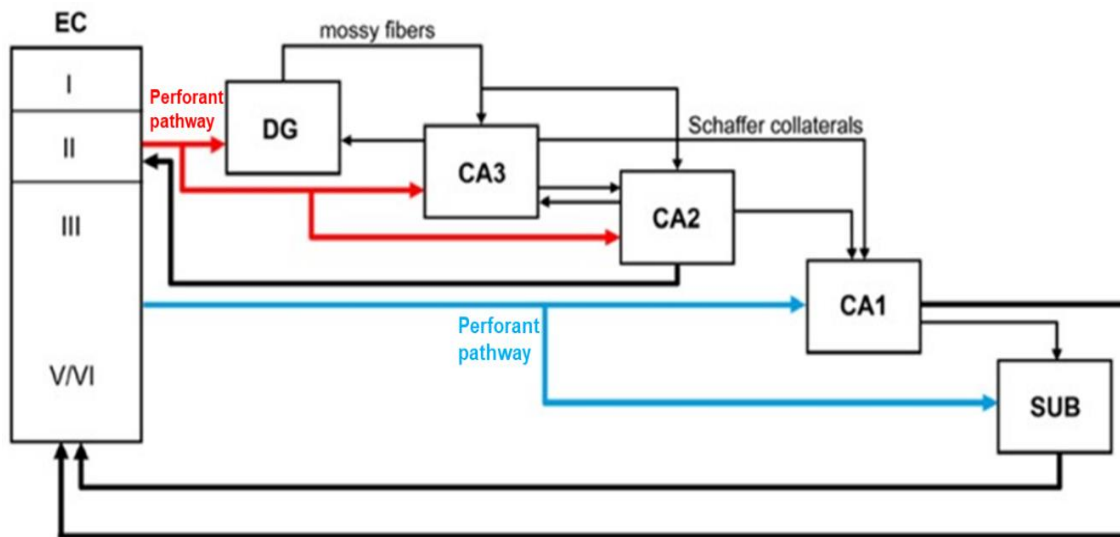 EC
mossy fibers
I
Perforant
pathway
DG
Schaffer collaterals
II
CA3
CA2
III
CA1
Perforant
pathway
V/VI
SUB